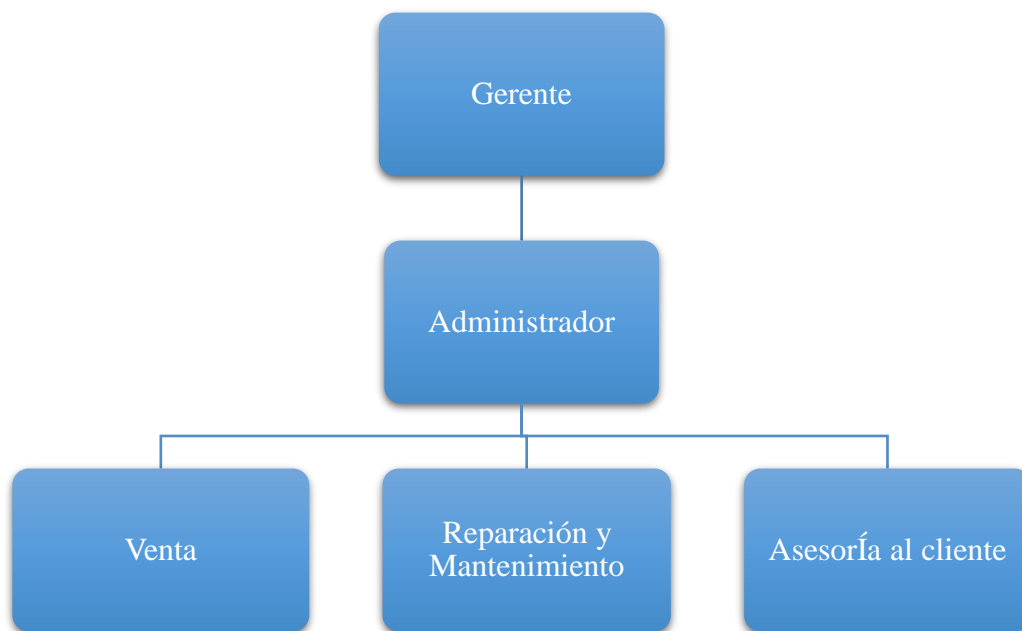 Gerente
Administrador
Venta
Reparación y
Mantenimiento
AsesorÍa al cliente